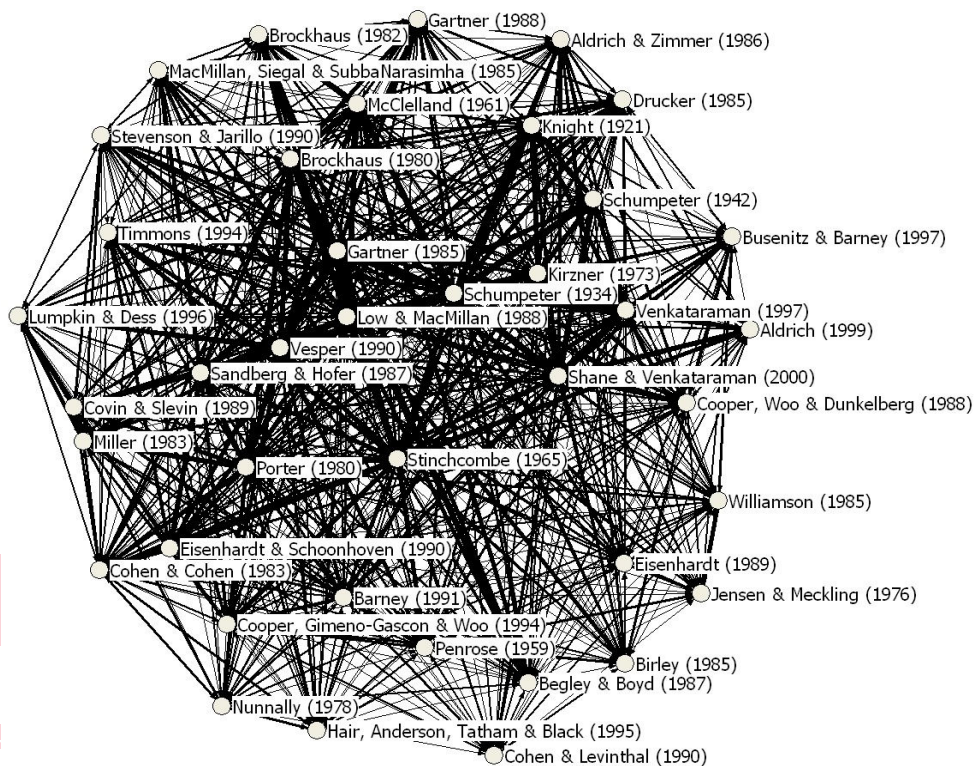 Gartner (1988)
Brockhaus (1982)
Aldrich & Zimmer (1986)
MacMillan, Siegal & SubbaNarasimha (1985)
Drucker (1985)
McClelland (1961)
Knight (1921)
Stevenson & Jarillo (1990)
Brockhaus (1980)
Schumpeter (1942)
Timmons (1994)
Busenitz & Barney (1997)
Gartner (1985)
Kirzner (1973)
Schumpeter (1934)
Venkataraman (1997)
Lumpkin & Dess (1996)
Low & MacMillan (1988)
Aldrich (1999)
Vesper (1990)
Sandberg & Hofer (1987)
Shane & Venkataraman (2000)
Cooper, Woo & Dunkelberg (1988)
Covin & Slevin (1989)
Miller (1983)
Porter (1980)
Stinchcombe (1965)
Williamson (1985)
Eisenhardt & Schoonhoven (1990)
Eisenhardt (1989)
Cohen & Cohen (1983)
Jensen & Meckling (1976)
Barney (1991)
Cooper, Gimeno-Gascon & Woo (1994)
Penrose (1959)
Birley (1985)
Begley & Boyd (1987)
Nunnally (1978)
Hair, Anderson, Tatham & Black (1995)
Cohen & Levinthal (1990)